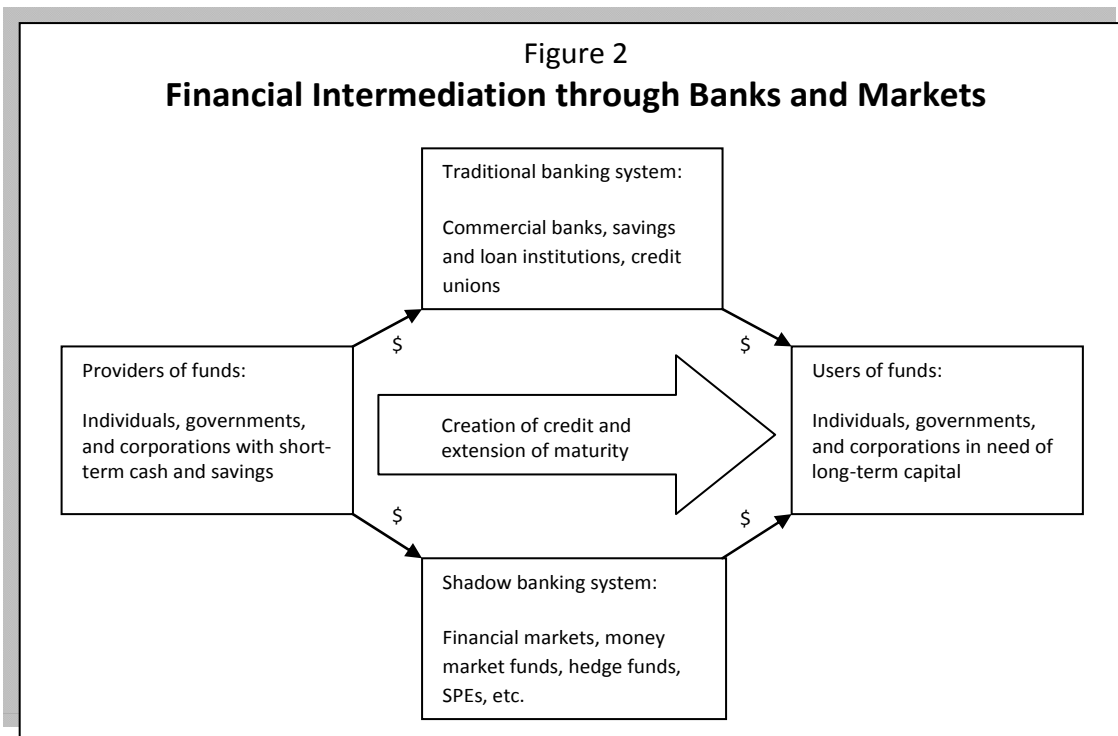 Figure 2
Financial Intermediation through Banks and Markets
Traditional banking system:
Commercial banks, savings
and loan institutions, credit
unions
$
$
Providers of funds:
Individuals, governments,
and corporations with short-
term cash and savings
Creation of credit and
extension of maturity
Users of funds:
Individuals, governments,
and corporations in need of
long-term capital
$
$
Shadow banking system:
Financial markets, money
market funds, hedge funds,
SPEs, etc.